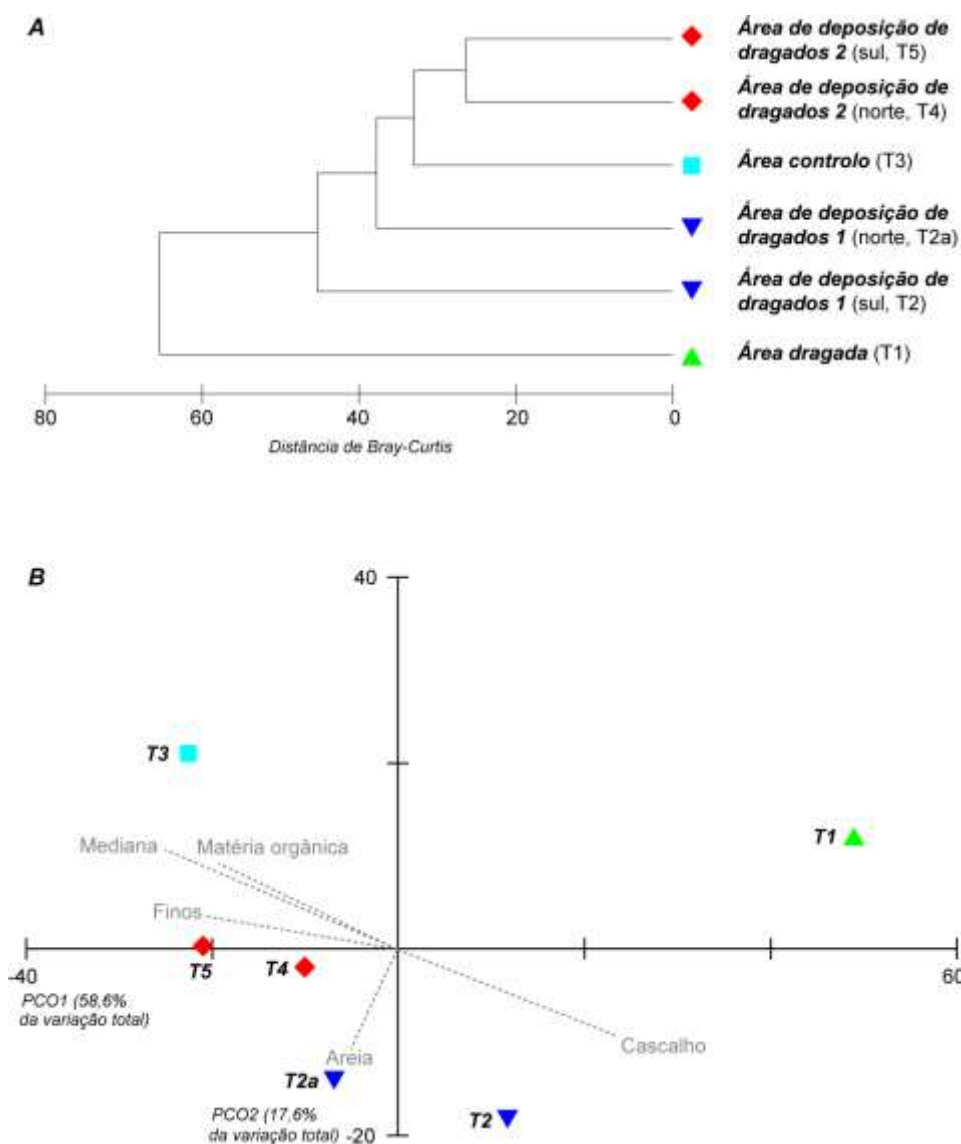 A
Área de deposição de
dragados 2 (sul, T5)
Área de deposição de
dragados 2 (norte, T4)
Área controlo (T3)
Área de deposição de
dragados 1 (norte, T2a)
Área de deposição de
dragados 1 (sul, T2)
Área dragada (T1)
80 60 40 20 0
Distância de Bray-Curtis
B
40
T3
Mediana
Matéria orgânica
T1
Finos
-40
T5
T4
60
PCO1 (58,6%
da variação total)
Cascalho
Areia
T2a
T2
PCO2 (17,6%
da variação total)
-20